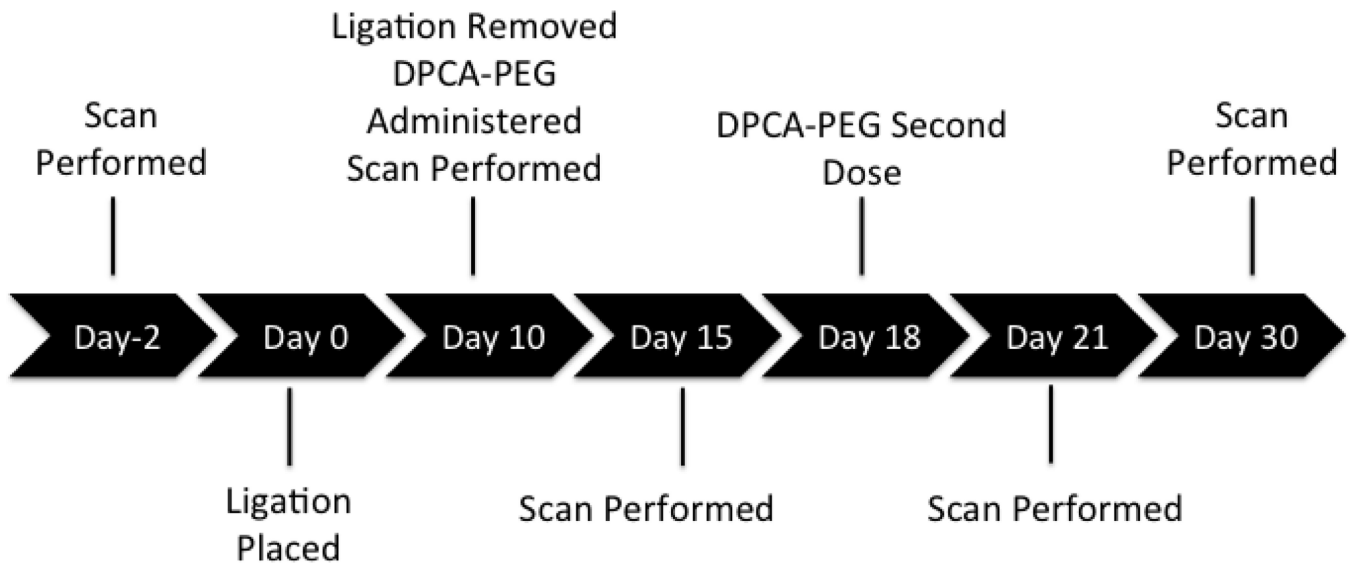 Ligation Removed
DPCA-PEG
Administered
Scan Performed
Scan
Performed
DPCA-PEG Second
Dose
Scan
Performed
Day-2
Day 0
Day 10
Day 15
Day 18
Day 21
Day 30
Ligation
Placed
Scan Performed
Scan Performed